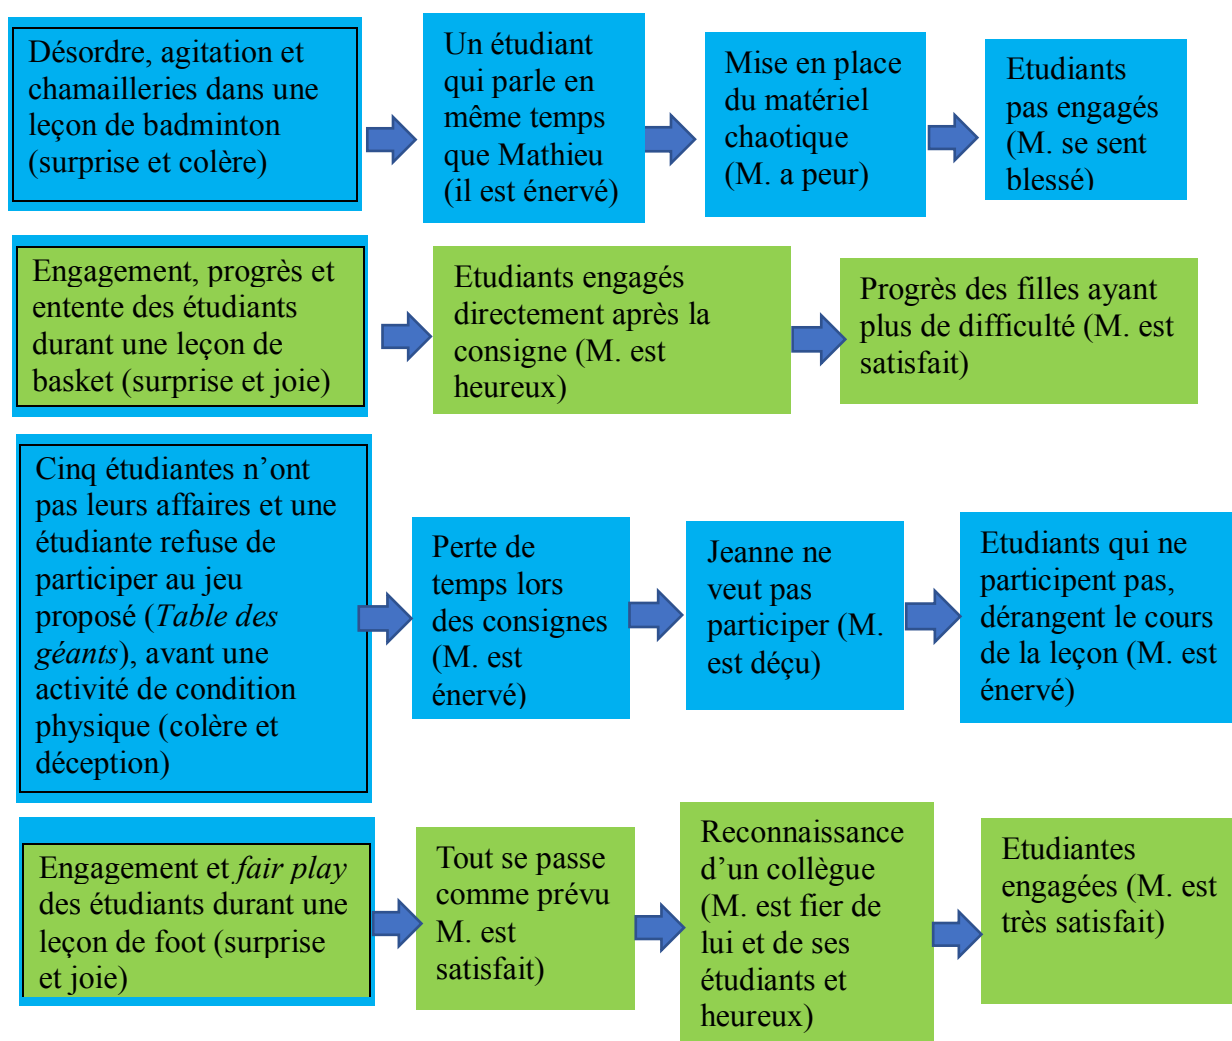 Désordre, agitation et
chamailleries dans une
leçon de badminton
(surprise et colère)
Un étudiant
qui parle en
même temps
que Mathieu
(il est énervé)
Mise en place
du matériel
chaotique
(M. a peur)
Etudiants
pas engagés
(M. se sent
blessé)
Engagement, progrès et
entente des étudiants
durant une leçon de
basket (surprise et joie)
Etudiants engagés
directement après la
consigne (M. est
heureux)
Progrès des filles ayant
plus de difficulté (M. est
satisfait)
Cinq étudiantes n’ont
pas leurs affaires et une
étudiante refuse de
participer au jeu
proposé (Table des
géants), avant une
activité de condition
physique (colère et
déception)
Perte de
temps lors
des consignes
(M. est
énervé)
Jeanne ne
veut pas
participer (M.
est déçu)
Etudiants qui ne
participent pas,
dérangent le cours
de la leçon (M. est
énervé)
Engagement et fair play
des étudiants durant une
leçon de foot (surprise
et joie)
Tout se passe
comme prévu
M. est
satisfait)
Reconnaissance
d’un collègue
(M. est fier de
lui et de ses
étudiants et
heureux)
Etudiantes
engagées (M. est
très satisfait)